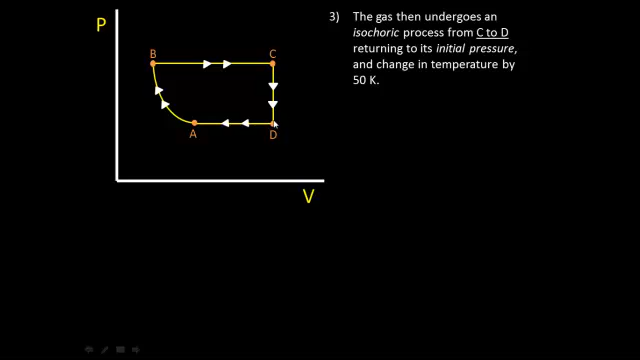 P
3) The gas then undergoes an
isochoric process from C to D
returning to its initial pressure,
and change in temperature by
50 K.
B
C
A
D
V